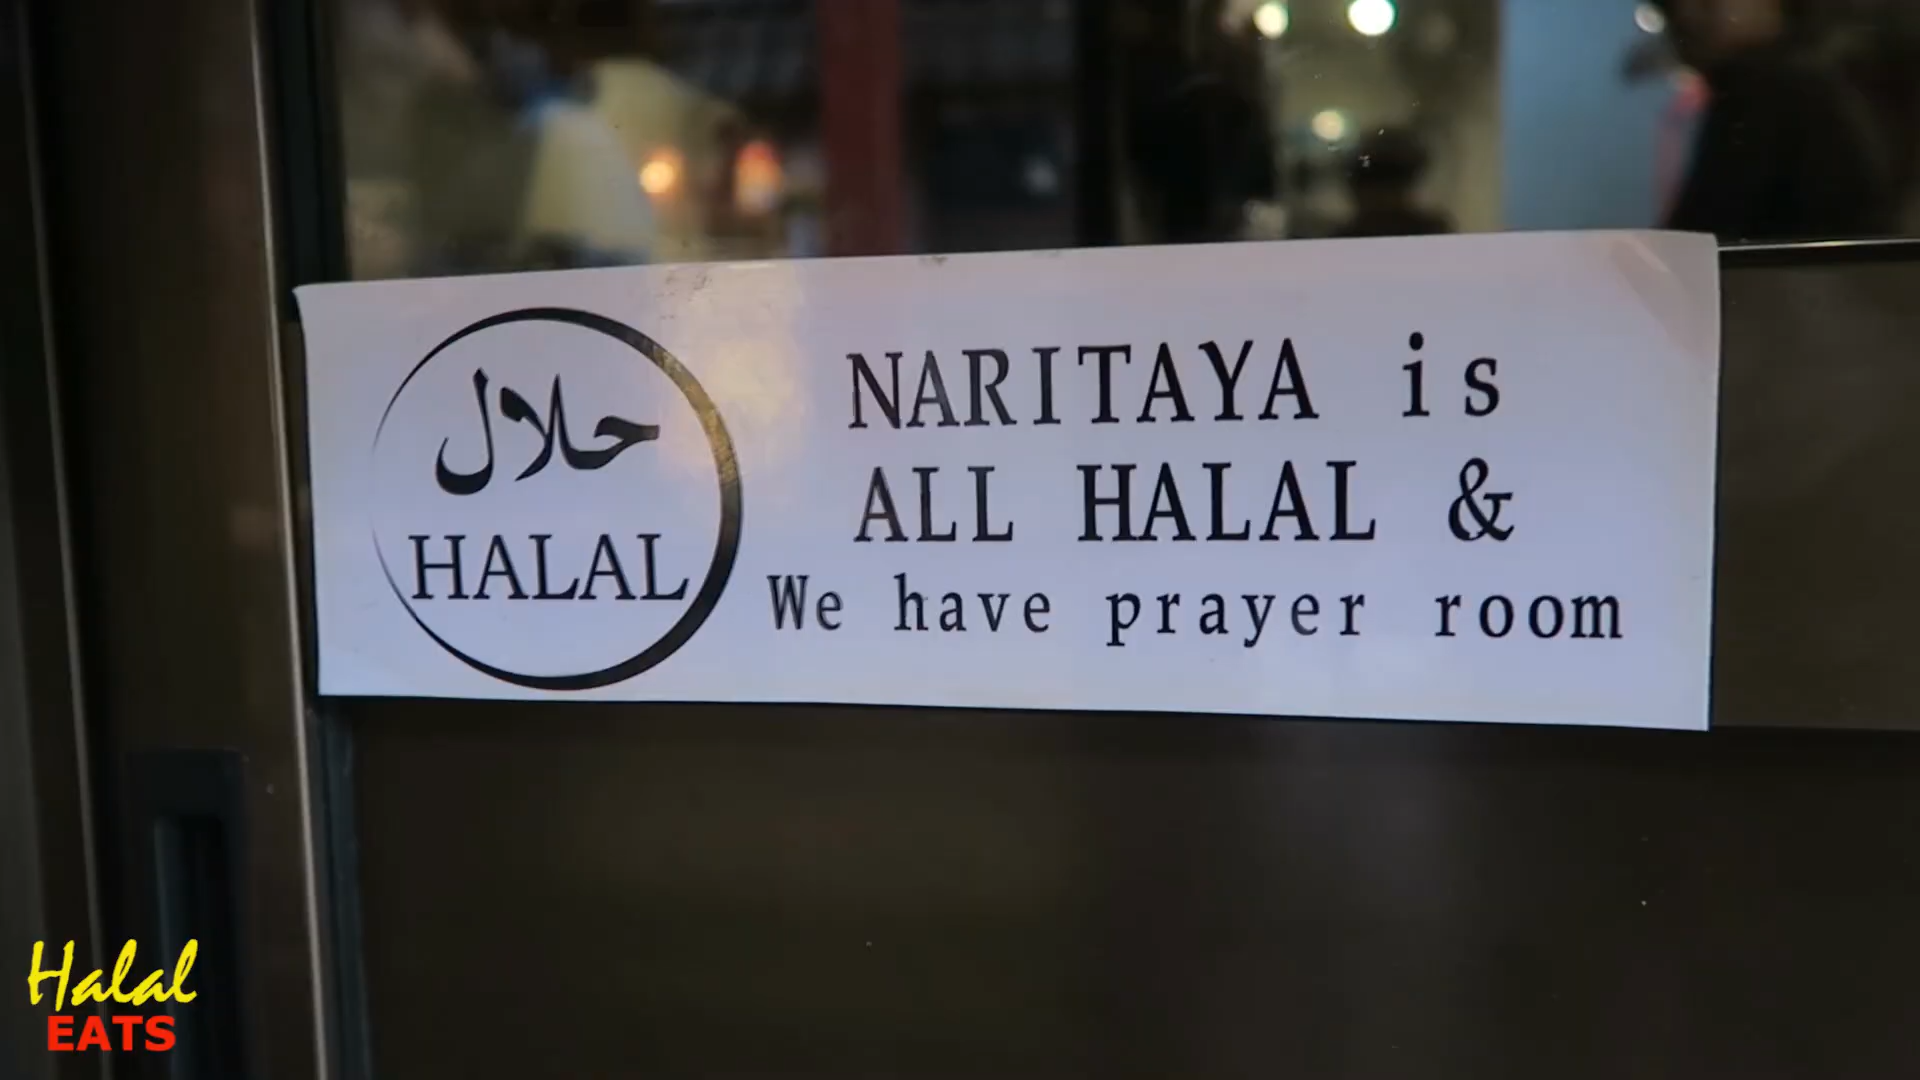 حلال
HALAL
NARITAYA is
ALL HALAL &
We have prayer room
Halal
EATS